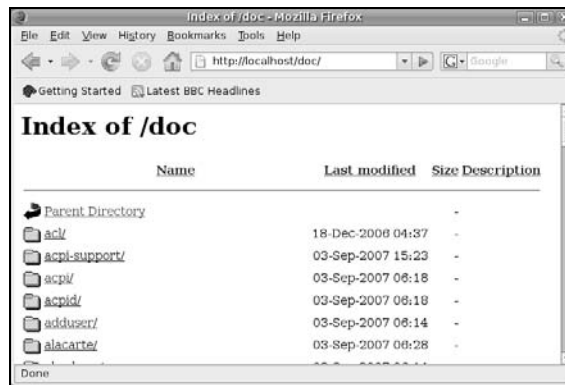 Index of /doc - Mozilla Firefox
File Edit View History Bookmarks Tools Help
http://localhost/doc/ G Google
Getting Started Latest BBC Headlines
Index of /doc
Name Last modified Size Description
Parent Directory -
acl/ 18-Dec-2006 04:37 -
acpi-support/ 03-Sep-2007 15:23 -
acpi/ 03-Sep-2007 06:18 -
acpid/ 03-Sep-2007 06:18 -
adduser/ 03-Sep-2007 06:14 -
alacarte/ 03-Sep-2007 06:28 -
Done